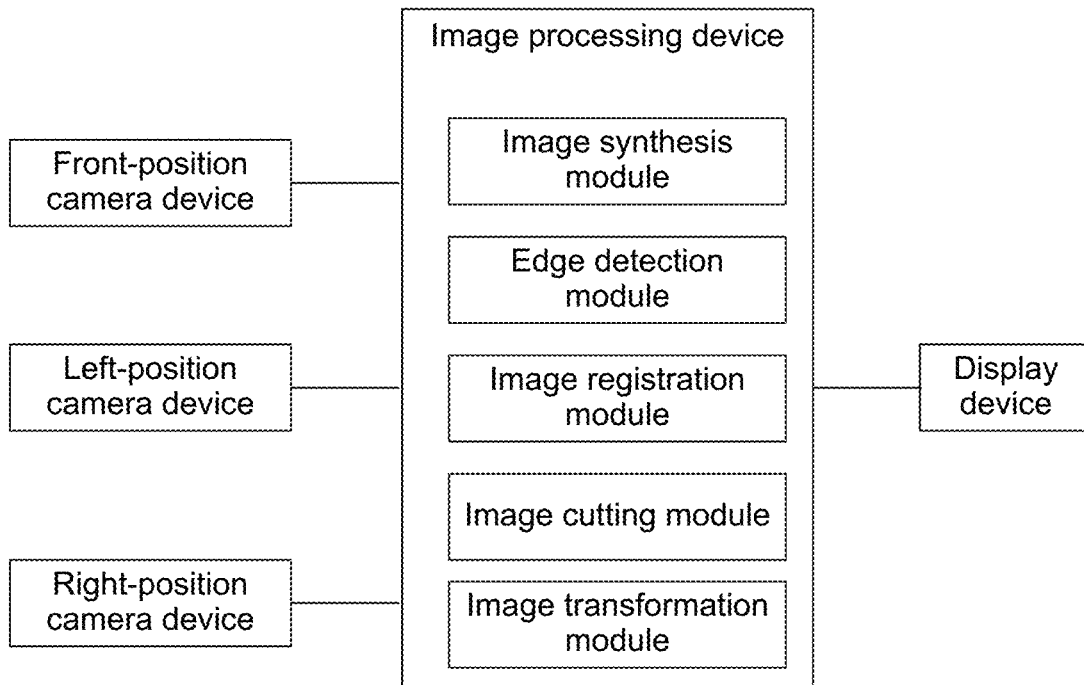 Image processing device
Front-position
camera device
Left-position
camera device
Right-position
camera device
Image synthesis
module
Edge detection
module
Image registration
module
Image cutting module
Image transformation
module
Display
device